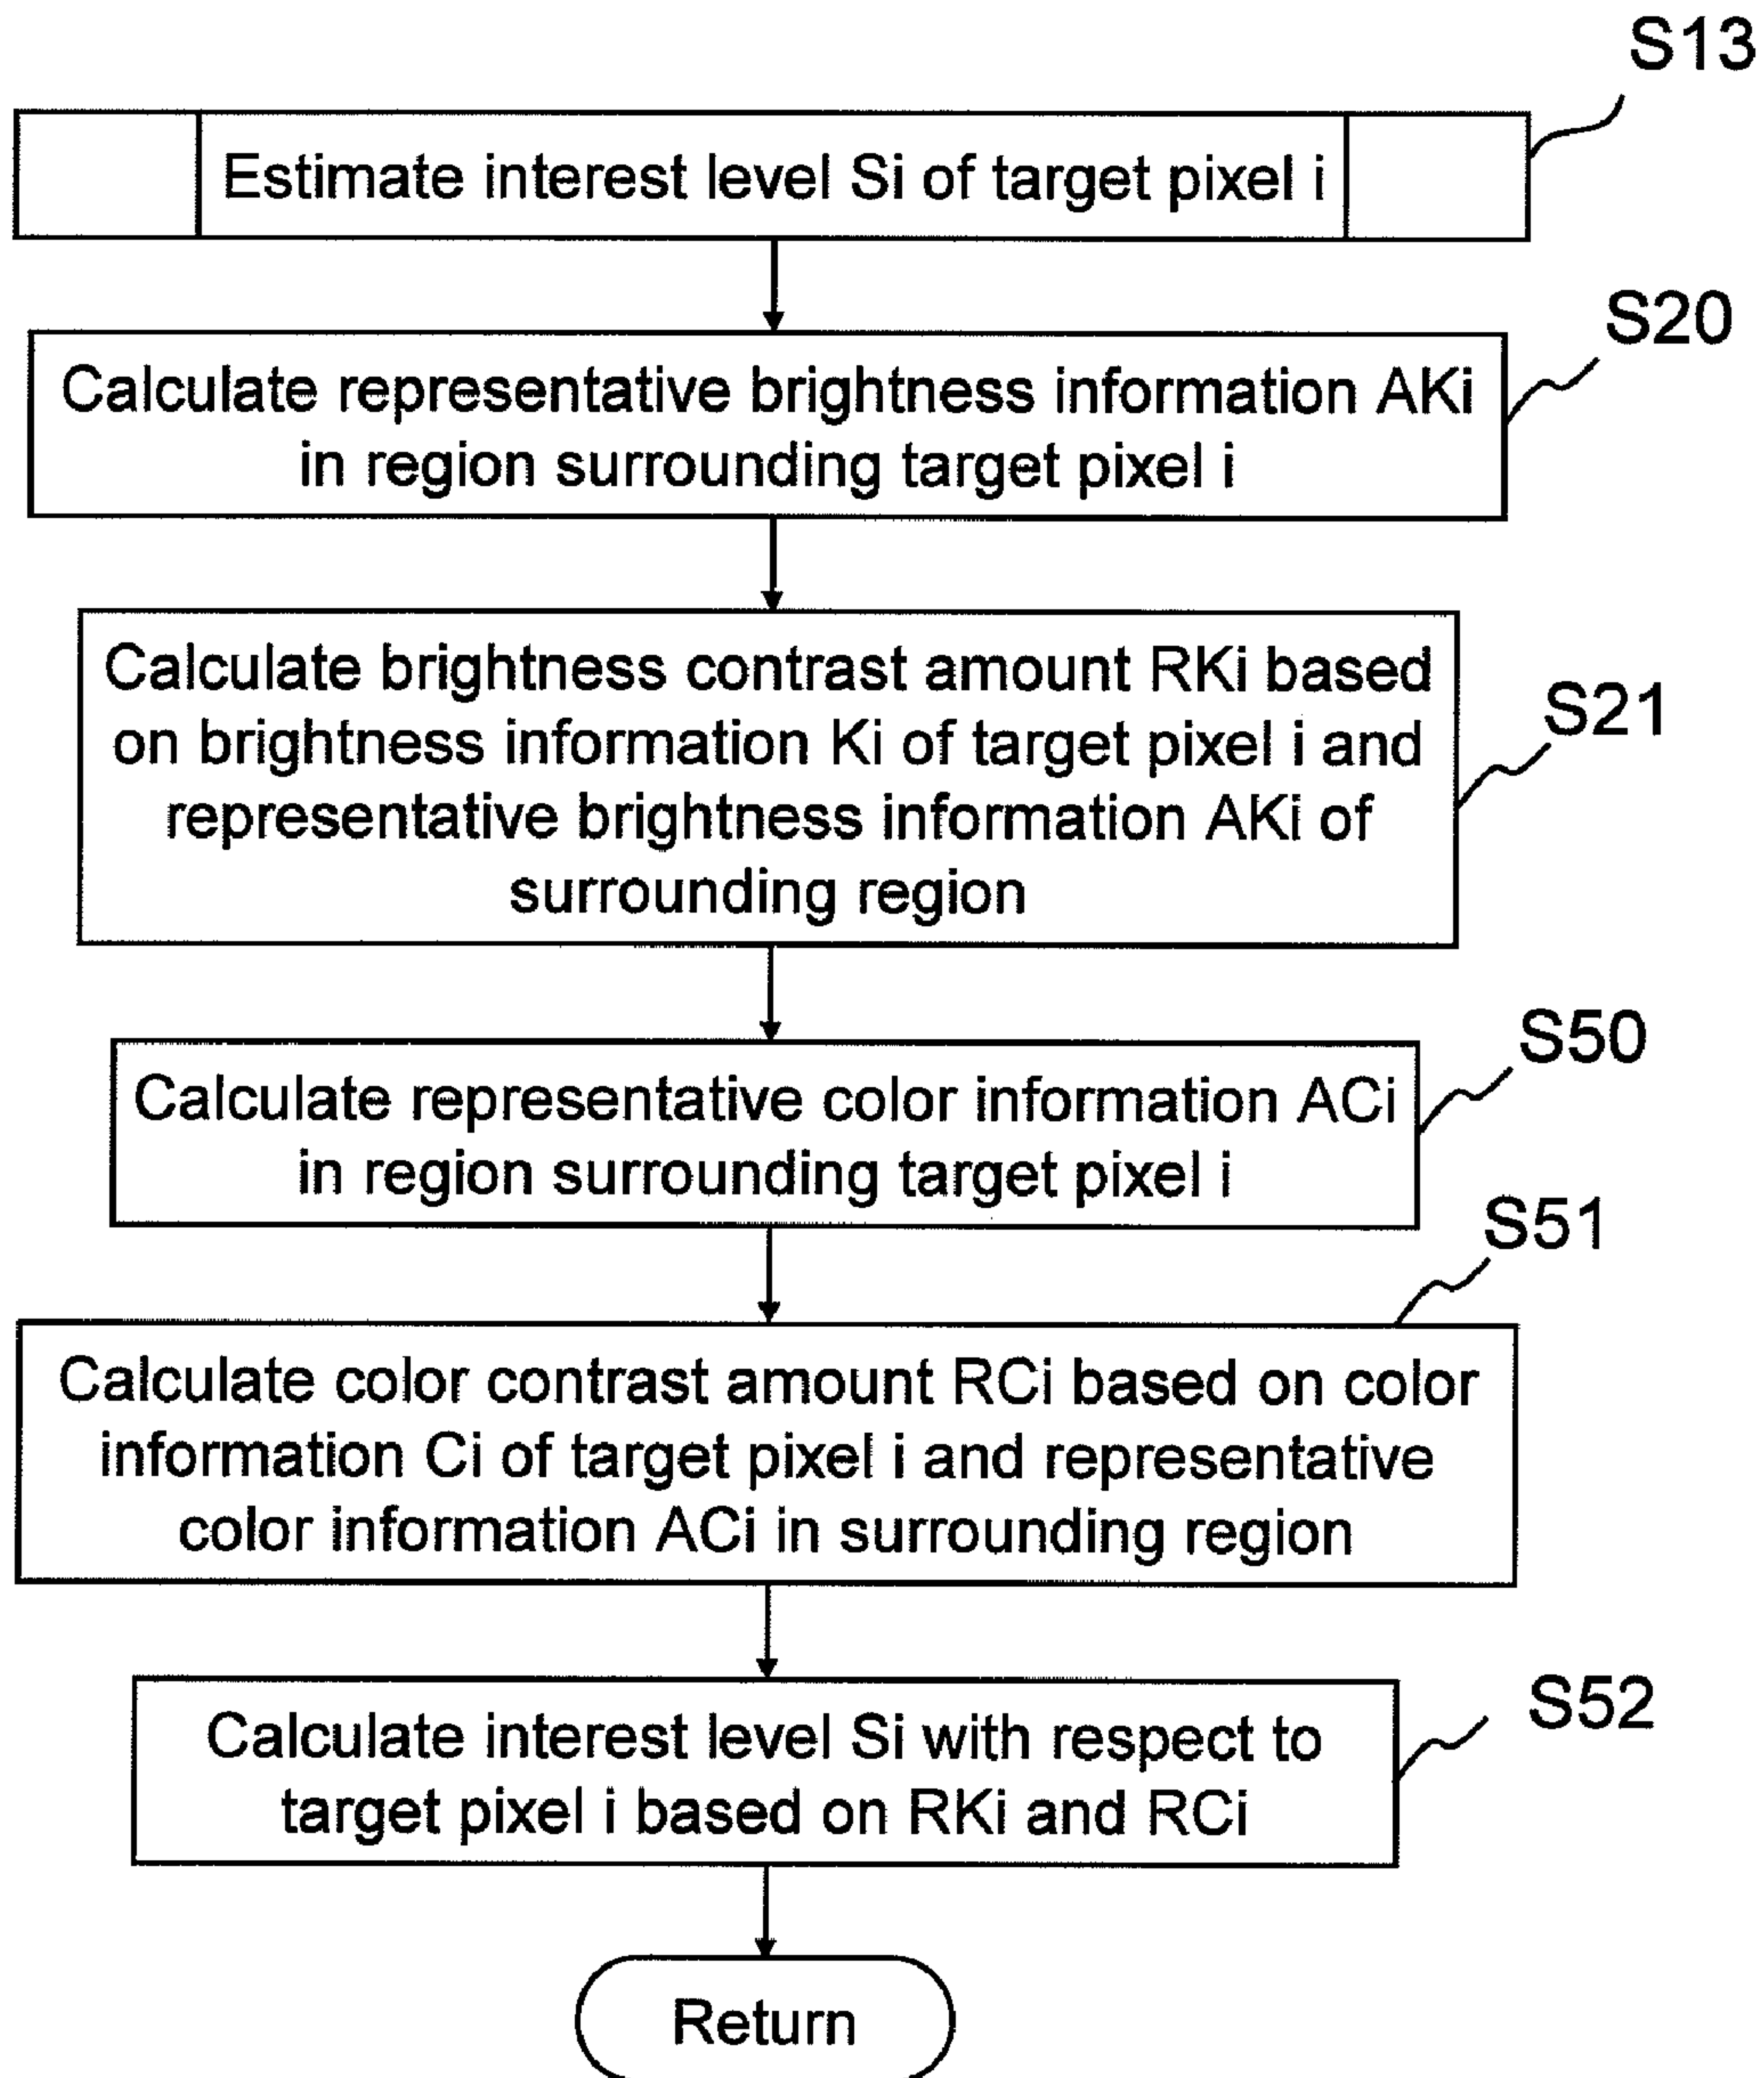 S13
Estimate interest level Si of target pixel i
S20
Calculate representative brightness information AKi
in region surrounding target pixel i
S21
Calculate brightness contrast amount RKi based
on brightness information Ki of target pixel i and
representative brightness information AKi of
surrounding region
S50
Calculate representative color information ACi
in region surrounding target pixel i
S51
Calculate color contrast amount RCi based on color
information Ci of target pixel i and representative
color information ACi in surrounding region
S52
Calculate interest level Si with respect to
target pixel i based on RKi and RCi
Return